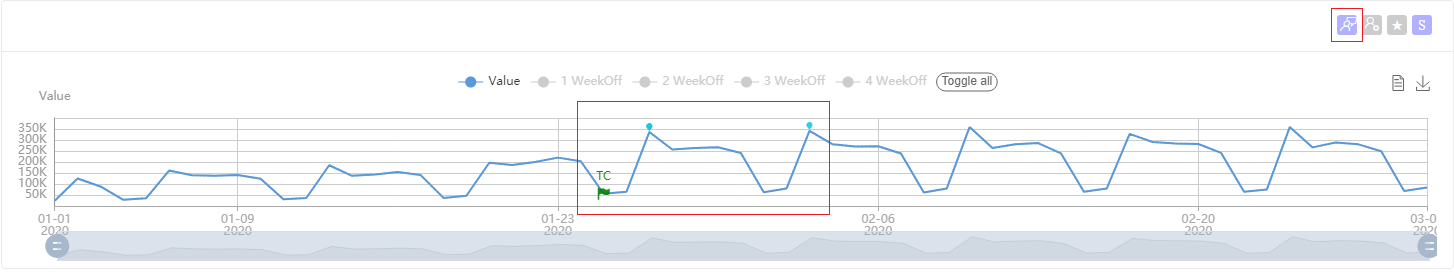 S
Value 1 WeekOff 2 WeekOff 3 WeekOff 4 WeekOff Toggle all
Value
350K
300K
250K
200K
150K
100K
50K
TC
01-01
2020
01-09
2020
01-23
2020
02-06
2020
02-20
2020
03-0
2020